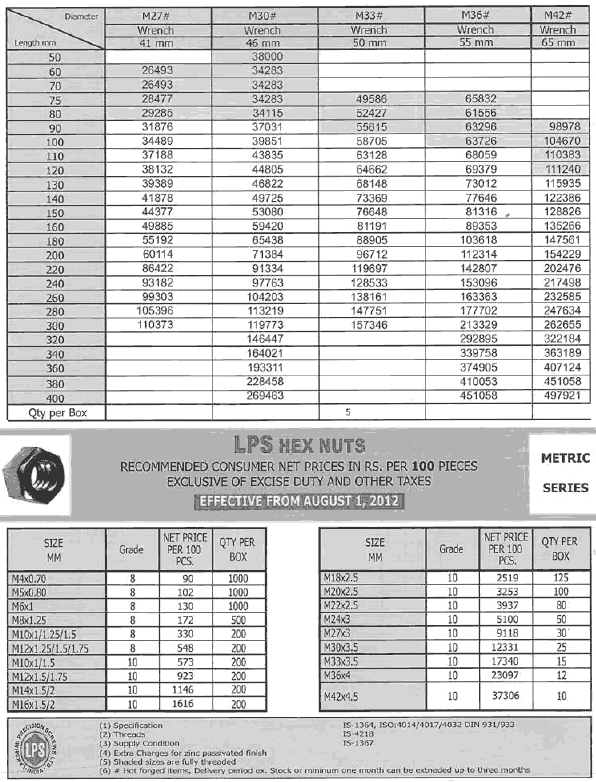 Diameter M27# M30# M33# M36# M42#
Wrench Wrench Wrench Wrench Wrench
Length mm 41 mm 46 mm 50 mm 55 mm 65 mm
50 38000
60 26493 34283
70 26493 34283
75 28477 34283 49586 65832
80 29285 34115 52427 61556
90 31876 37031 55615 63296 98978
100 34489 39851 58705 63726 104670
110 37188 43835 63128 68059 110383
120 38132 44805 64662 69379 111240
130 39389 46822 68148 73012 115935
140 41878 49725 73369 77646 122386
150 44377 53080 76648 81316 128826
160 49885 59420 81191 89353 135266
180 55192 65438 88905 103618 147561
200 60114 71384 96712 112314 154229
220 86422 91334 119697 142807 202476
240 93182 97763 128533 153096 217498
260 99303 104203 138161 163363 232585
280 105396 113219 147751 177702 247634
300 110373 119773 157346 213329 262655
320 146447 292895 322184
340 164021 339758 363189
360 193311 374905 407124
380 228458 410053 451058
400 269463 451058 497921
Qty per Box 5
LPS HEX NUTS
RECOMMENDED CONSUMER NET PRICES IN RS. PER 100 PIECES
EXCLUSIVE OF EXCISE DUTY AND OTHER TAXES
EFFECTIVE FROM AUGUST 1, 2012
METRIC
SERIES
SIZE MM Grade NET PRICE PER 100 PCS. QTY PER BOX
M4x0.70 8 90 1000
M5x0.80 8 102 1000
M6x1 8 130 1000
M8x1.25 8 172 500
M10x1/1.25/1.5 8 330 200
M12x1.25/1.5/1.75 8 548 200
M10x1/1.5 10 573 200
M12x1.5/1.75 10 923 200
M14x1.5/2 10 1146 200
M16x1.5/2 10 1616 200
SIZE MM Grade NET PRICE PER 100 PCS. QTY PER BOX
M18x2.5 10 2519 125
M20x2.5 10 3253 100
M22x2.5 10 3937 80
M24x3 10 5100 50
M27x3 10 9118 30
M30x3.5 10 12331 25
M33x3.5 10 17340 15
M36x4 10 23097 12
M42x4.5 10 37306 10
LPS
(1) Specification IS-1364, ISO:4014/4017/4032 DIN 931/933
(2) Threads IS-4218
(3) Supply Condition IS-1367
(4) Extra Charges for zinc passivated finish
(5) Shaded sizes are fully threaded
(6) # Hot forged items, Delivery period ex. Stock or mininum one month can be extneded up to three months